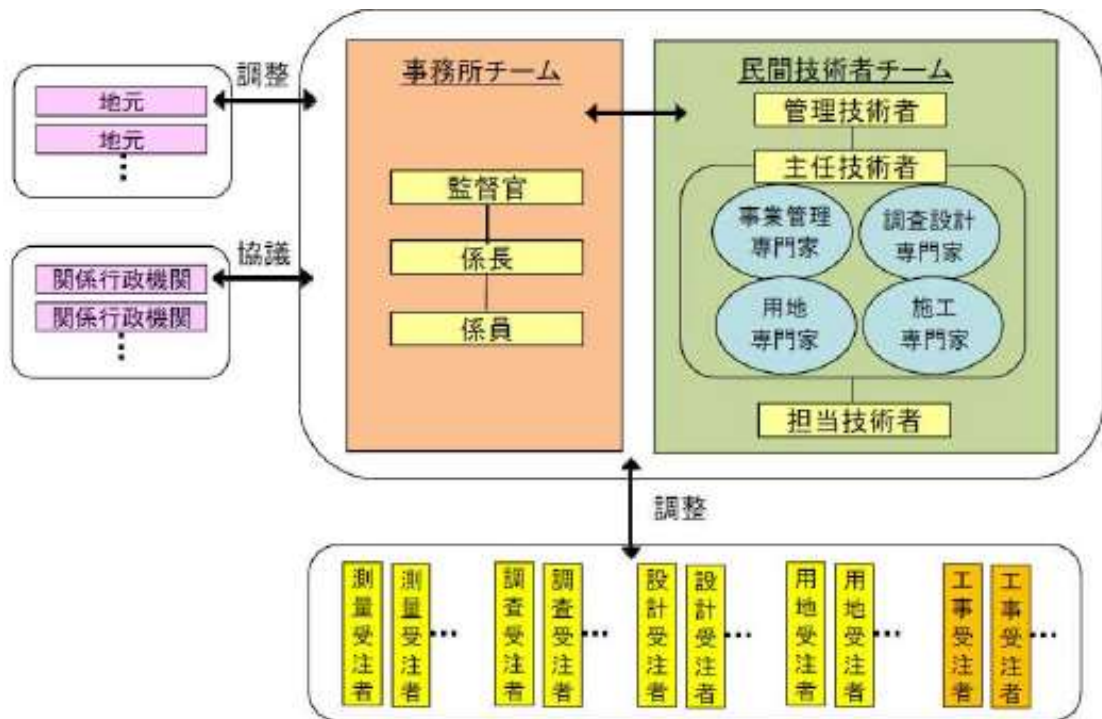 事務所チーム
民間技術者チーム
調整
地元
地元
協議
関係行政機関
関係行政機関
監督官
係長
係員
管理技術者
主任技術者
事業管理
専門家
調査設計
専門家
用地
専門家
施工
専門家
担当技術者
調整
測量受注者
測量受注者
調査受注者
調査受注者
設計受注者
設計受注者
用地受注者
用地受注者
工事受注者
工事受注者